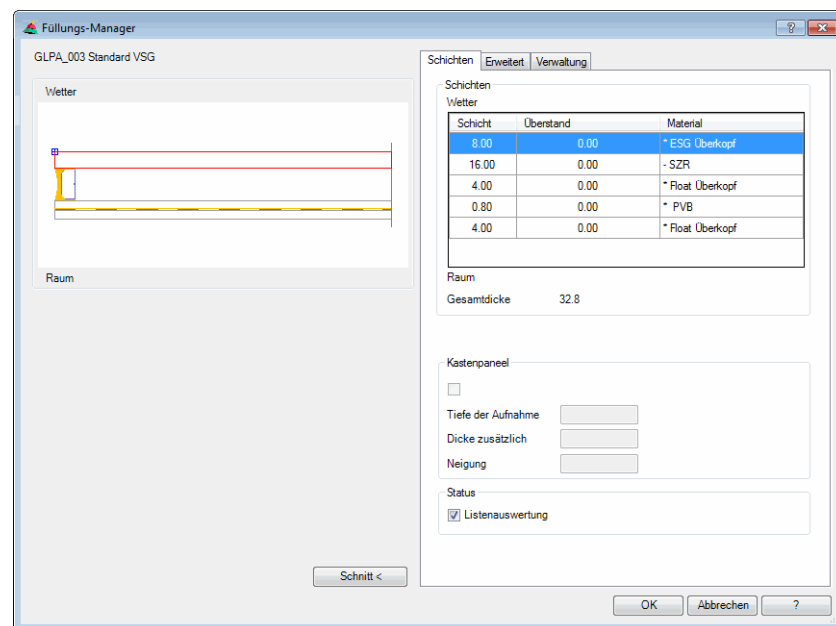 Füllungs-Manager
?
GLPA_003 Standard VSG
Wetter
Raum
Schnitt <
Schichten Erweitert Verwaltung
Schichten
Wetter
Schicht Überstand Material
8.00 0.00 * ESG Überkopf
16.00 0.00 - SZR
4.00 0.00 * Float Überkopf
0.80 0.00 * PVB
4.00 0.00 * Float Überkopf
Raum
Gesamtdicke 32.8
Kastenpaneel
Tiefe der Aufnahme
Dicke zusätzlich
Neigung
Status
Listenauswertung
OK Abbrechen ?